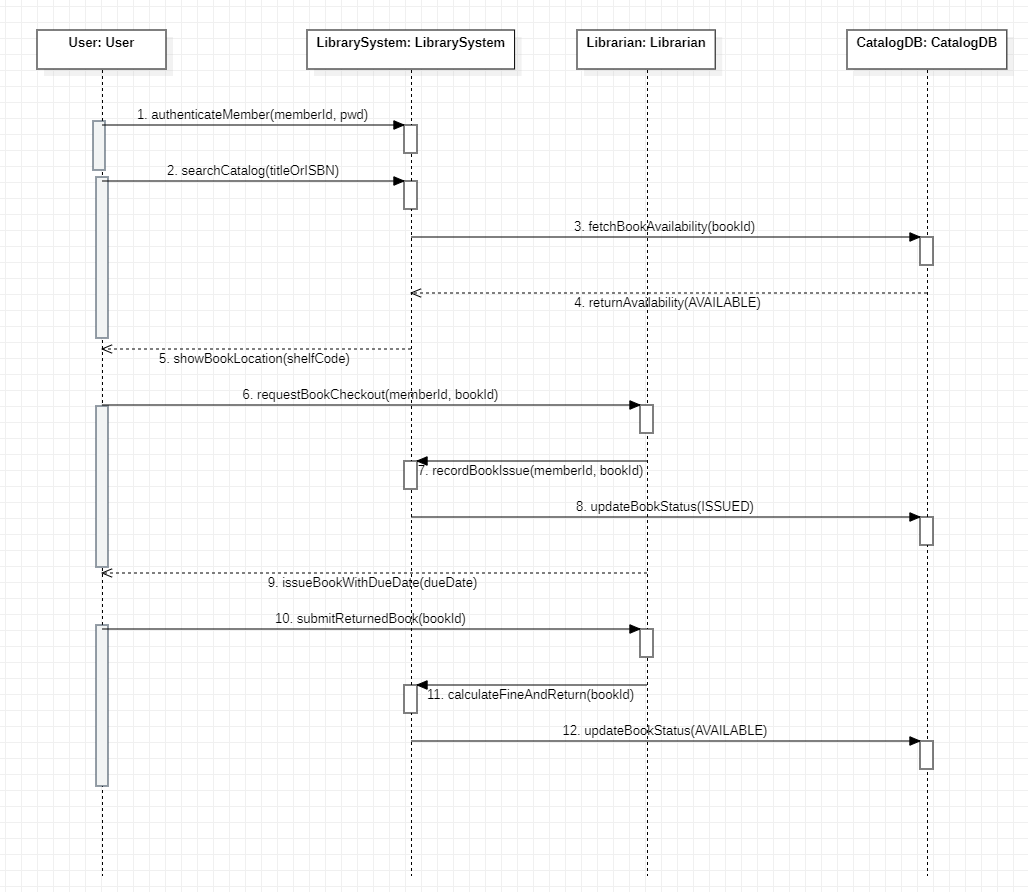 User: User
LibrarySystem: LibrarySystem
Librarian: Librarian
CatalogDB: CatalogDB
1. authenticateMember(memberId, pwd)
2. searchCatalog(titleOrISBN)
3. fetchBookAvailability(bookId)
4. returnAvailability(AVAILABLE)
5. showBookLocation(shelfCode)
6. requestBookCheckout(memberId, bookId)
7. recordBookIssue(memberId, bookId)
8. updateBookStatus(ISSUED)
9. issueBookWithDueDate(dueDate)
10. submitReturnedBook(bookId)
11. calculateFineAndReturn(bookId)
12. updateBookStatus(AVAILABLE)